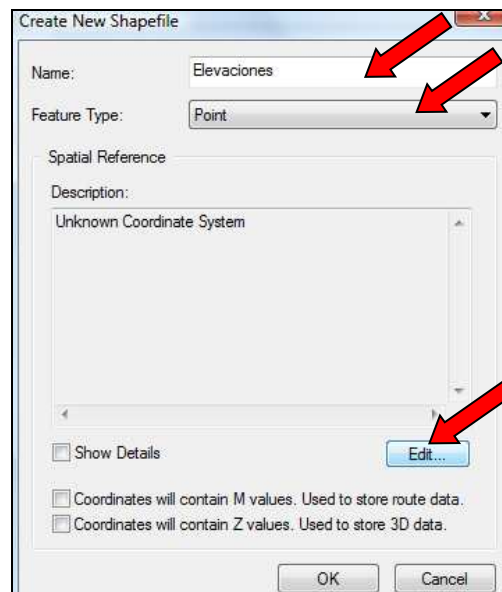 Create New Shapefile
Name: Elevaciones
Feature Type: Point
Spatial Reference
Description:
Unknown Coordinate System
Show Details Edit...
Coordinates will contain M values. Used to store route data.
Coordinates will contain Z values. Used to store 3D data.
OK Cancel